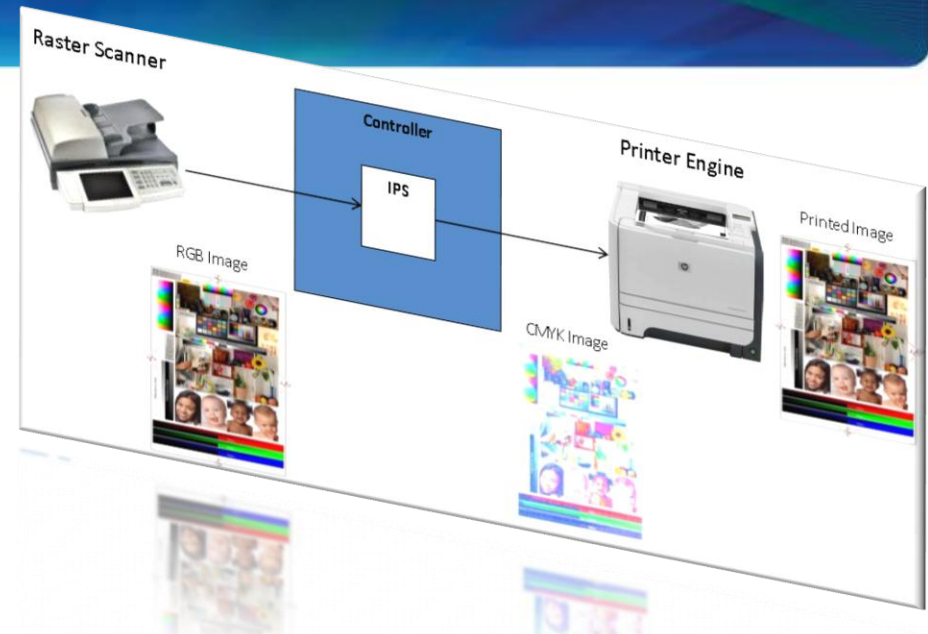 Raster Scanner
Controller
IPS
Printer Engine
Printed Image
RGB Image
CMYK Image